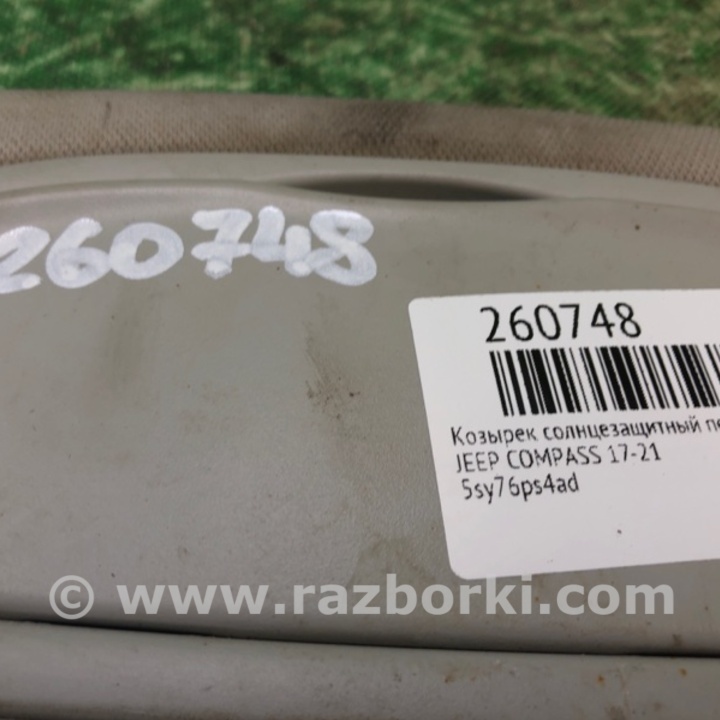 260748
260748
Козырек солнцезащитный
JEEP COMPASS 17-21
5sy76ps4ad
© www.razborki.com